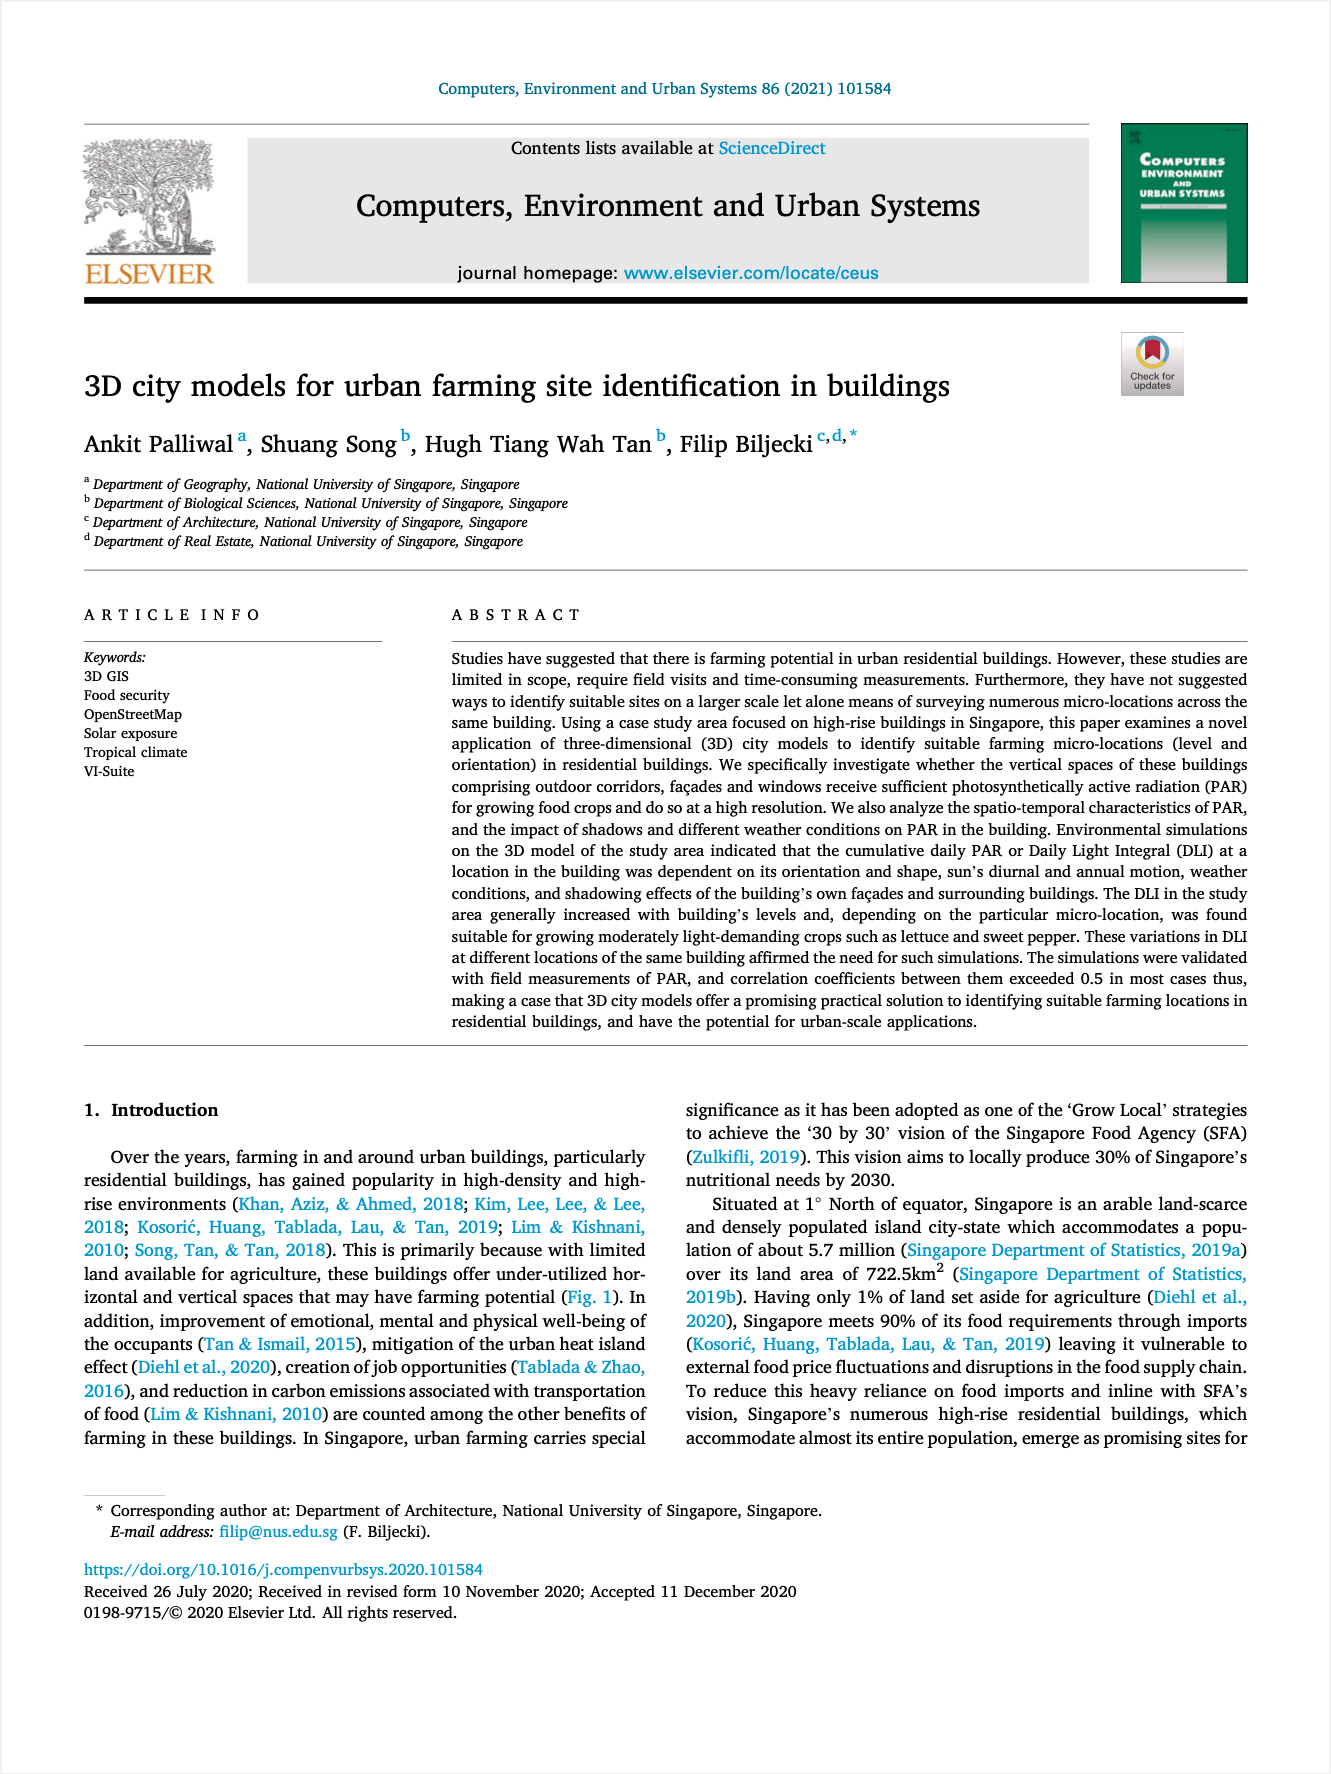 Computers, Environment and Urban Systems 86 (2021) 101584
Contents lists available at ScienceDirect
Computers, Environment and Urban Systems
journal homepage: www.elsevier.com/locate/ceus
ELSEVIER
COMPUTERS
ENVIRONMENT
AND
URBAN SYSTEMS
Check for
updates
3D city models for urban farming site identification in buildings
Ankit Palliwal a, Shuang Song b, Hugh Tiang Wah Tan b, Filip Biljecki c,d,*
a Department of Geography, National University of Singapore, Singapore
b Department of Biological Sciences, National University of Singapore, Singapore
c Department of Architecture, National University of Singapore, Singapore
d Department of Real Estate, National University of Singapore, Singapore
ARTICLE INFO
Keywords:
3D GIS
Food security
OpenStreetMap
Solar exposure
Tropical climate
VI-Suite
ABSTRACT
Studies have suggested that there is farming potential in urban residential buildings. However, these studies are
limited in scope, require field visits and time-consuming measurements. Furthermore, they have not suggested
ways to identify suitable sites on a larger scale let alone means of surveying numerous micro-locations across the
same building. Using a case study area focused on high-rise buildings in Singapore, this paper examines a novel
application of three-dimensional (3D) city models to identify suitable farming micro-locations (level and
orientation) in residential buildings. We specifically investigate whether the vertical spaces of these buildings
comprising outdoor corridors, façades and windows receive sufficient photosynthetically active radiation (PAR)
for growing food crops and do so at a high resolution. We also analyze the spatio-temporal characteristics of PAR,
and the impact of shadows and different weather conditions on PAR in the building. Environmental simulations
on the 3D model of the study area indicated that the cumulative daily PAR or Daily Light Integral (DLI) at a
location in the building was dependent on its orientation and shape, sun's diurnal and annual motion, weather
conditions, and shadowing effects of the building's own façades and surrounding buildings. The DLI in the study
area generally increased with building's levels and, depending on the particular micro-location, was found
suitable for growing moderately light-demanding crops such as lettuce and sweet pepper. These variations in DLI
at different locations of the same building affirmed the need for such simulations. The simulations were validated
with field measurements of PAR, and correlation coefficients between them exceeded 0.5 in most cases thus,
making a case that 3D city models offer a promising practical solution to identifying suitable farming locations in
residential buildings, and have the potential for urban-scale applications.
1. Introduction
Over the years, farming in and around urban buildings, particularly
residential buildings, has gained popularity in high-density and high-
rise environments (Khan, Aziz, & Ahmed, 2018; Kim, Lee, Lee, & Lee,
2018; Kosorić, Huang, Tablada, Lau, & Tan, 2019; Lim & Kishnani,
2010; Song, Tan, & Tan, 2018). This is primarily because with limited
land available for agriculture, these buildings offer under-utilized hor-
izontal and vertical spaces that may have farming potential (Fig. 1). In
addition, improvement of emotional, mental and physical well-being of
the occupants (Tan & Ismail, 2015), mitigation of the urban heat island
effect (Diehl et al., 2020), creation of job opportunities (Tablada & Zhao,
2016), and reduction in carbon emissions associated with transportation
of food (Lim & Kishnani, 2010) are counted among the other benefits of
farming in these buildings. In Singapore, urban farming carries special
significance as it has been adopted as one of the 'Grow Local' strategies
to achieve the '30 by 30' vision of the Singapore Food Agency (SFA)
(Zulkifli, 2019). This vision aims to locally produce 30% of Singapore's
nutritional needs by 2030.
Situated at 1° North of equator, Singapore is an arable land-scarce
and densely populated island city-state which accommodates a popu-
lation of about 5.7 million (Singapore Department of Statistics, 2019a)
over its land area of 722.5km2 (Singapore Department of Statistics,
2019b). Having only 1% of land set aside for agriculture (Diehl et al.,
2020), Singapore meets 90% of its food requirements through imports
(Kosorić, Huang, Tablada, Lau, & Tan, 2019) leaving it vulnerable to
external food price fluctuations and disruptions in the food supply chain.
To reduce this heavy reliance on food imports and inline with SFA's
vision, Singapore's numerous high-rise residential buildings, which
accommodate almost its entire population, emerge as promising sites for
* Corresponding author at: Department of Architecture, National University of Singapore, Singapore.
E-mail address: filip@nus.edu.sg (F. Biljecki).
https://doi.org/10.1016/j.compenvurbsys.2020.101584
Received 26 July 2020; Received in revised form 10 November 2020; Accepted 11 December 2020
0198-9715/© 2020 Elsevier Ltd. All rights reserved.